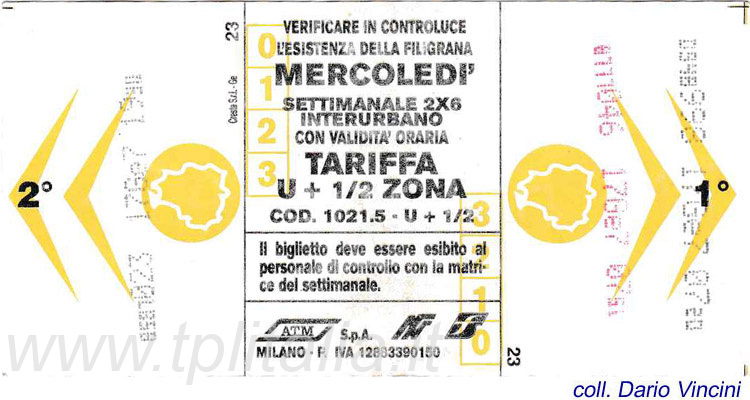 VERIFICARE IN CONTROLUCE
L'ESISTENZA DELLA FILIGRANA
MERCOLEDI'
SETTIMANALE 2X6
INTERURBANO
CON VALIDITA' ORARIA
TARIFFA
U + 1/2 ZONA
COD. 1021.5 - U + 1/2
Il biglietto deve essere esibito al
personale di controllo con la matri-
ce del settimanale.
ATM S.p.A.
MILANO - P. IVA 12883390150
2°
1°
23
23
0
1
2
3
3
2
1
0
www.tplitalia.it
coll. Dario Vincini